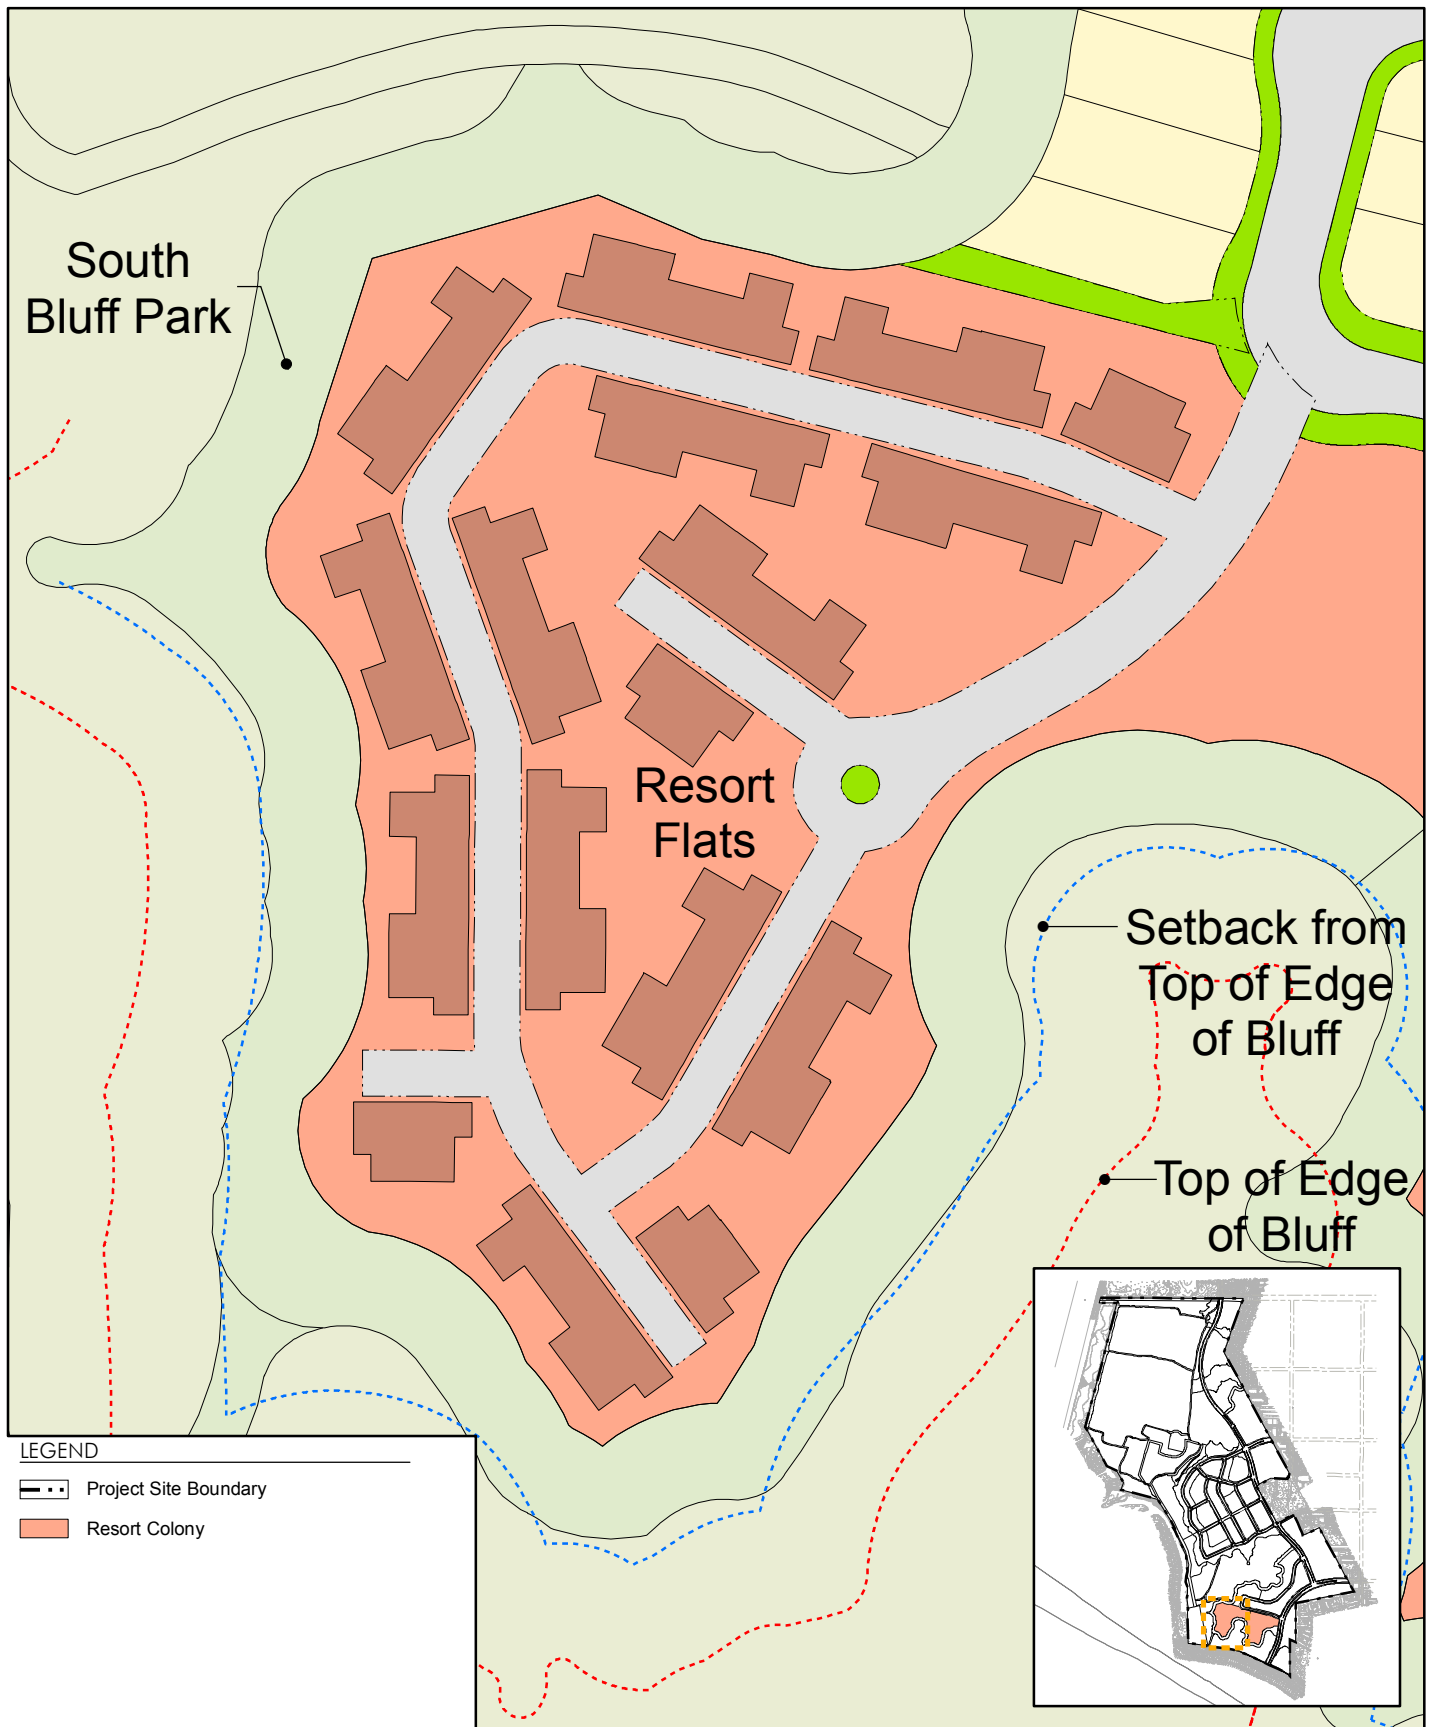 South
Bluff Park
Resort
Flats
Setback from
Top of Edge
of Bluff
Top of Edge
of Bluff
LEGEND
Project Site Boundary
Resort Colony